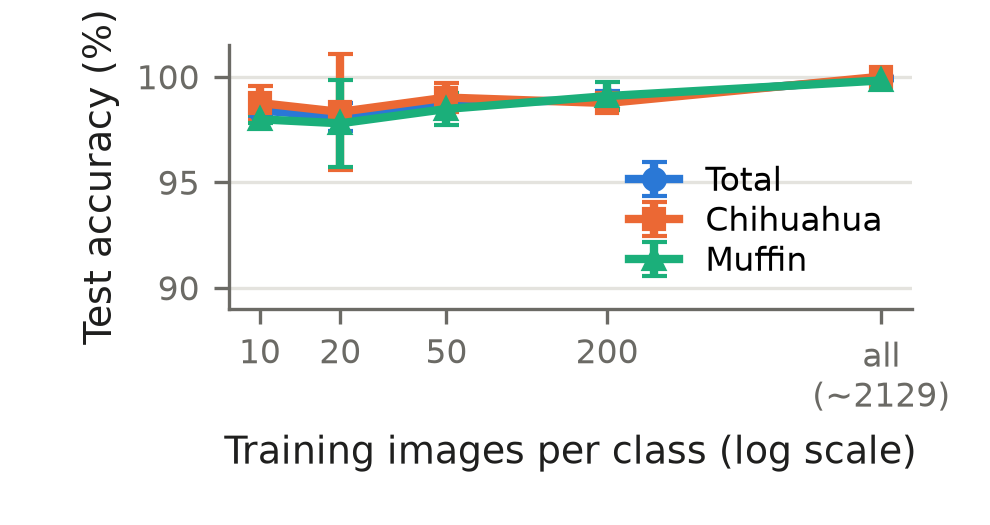 Test accuracy (%)
100
95
90
Total
Chihuahua
Muffin
10 20 50 200 all
(~2129)
Training images per class (log scale)